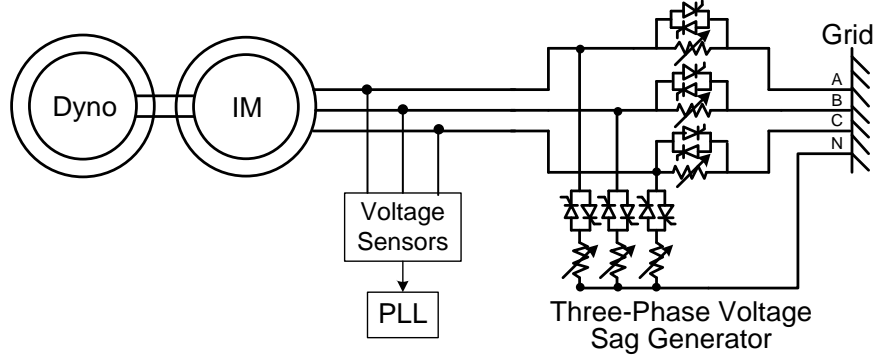 Grid
Dyno
IM
A
B
C
N
Voltage
Sensors
PLL
Three-Phase Voltage
Sag Generator